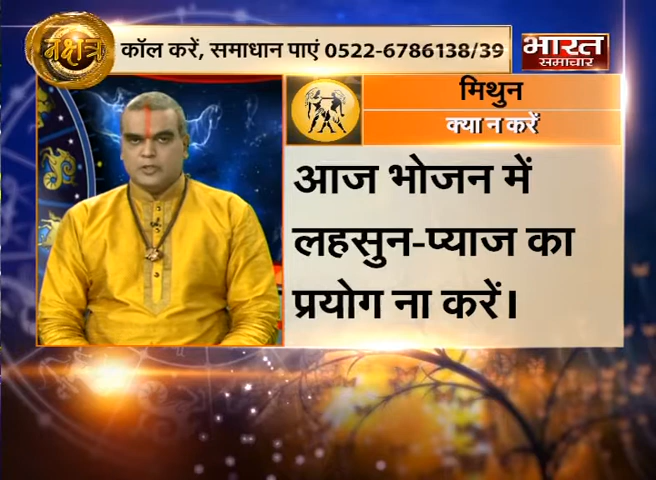 नक्षत्र
कॉल करें, समाधान पाएं 0522-6786138/39
भारत
समाचार
मिथुन
क्या न करें
आज भोजन में
लहसुन-प्याज का
प्रयोग ना करें।